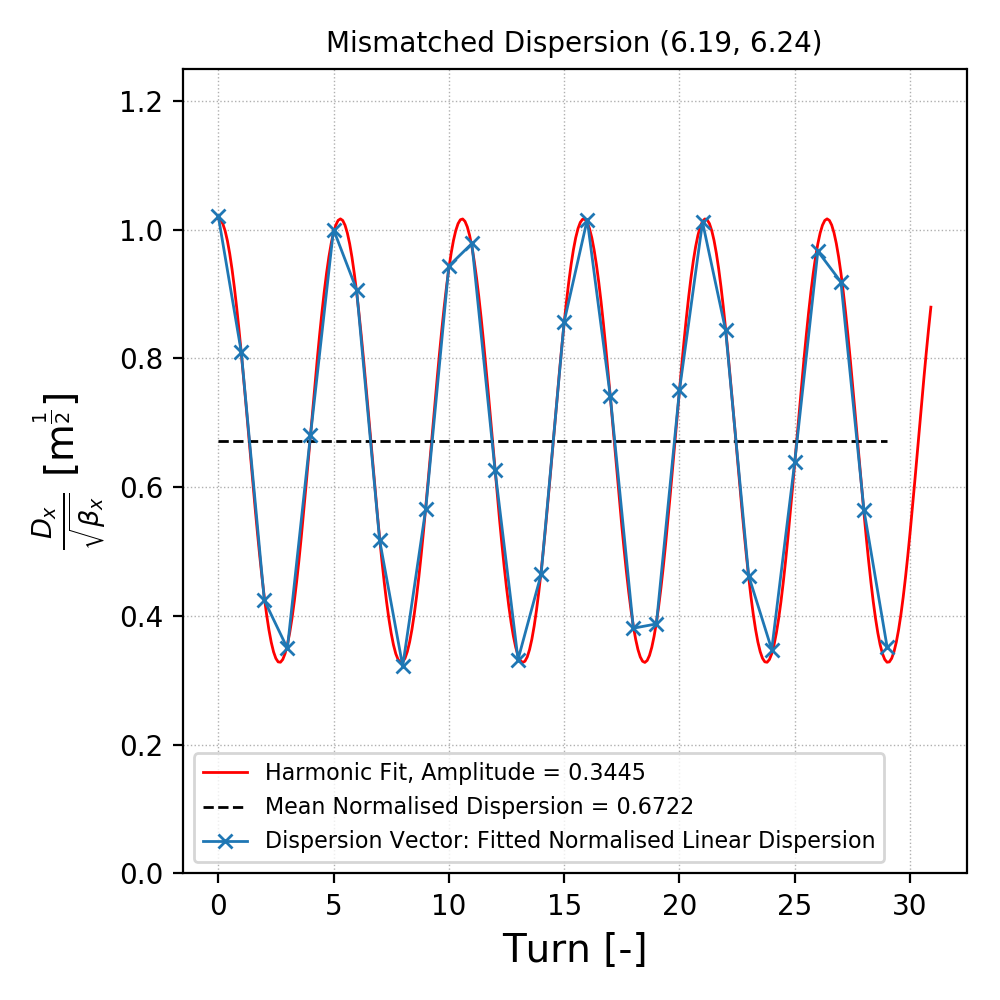 Mismatched Dispersion (6.19, 6.24)
1.2
1.0
0.8
0.6
0.4
0.2
0.0
D_x/√β_x [m^{1/2}]
Harmonic Fit, Amplitude = 0.3445
Mean Normalised Dispersion = 0.6722
Dispersion Vector: Fitted Normalised Linear Dispersion
0 5 10 15 20 25 30
Turn [-]